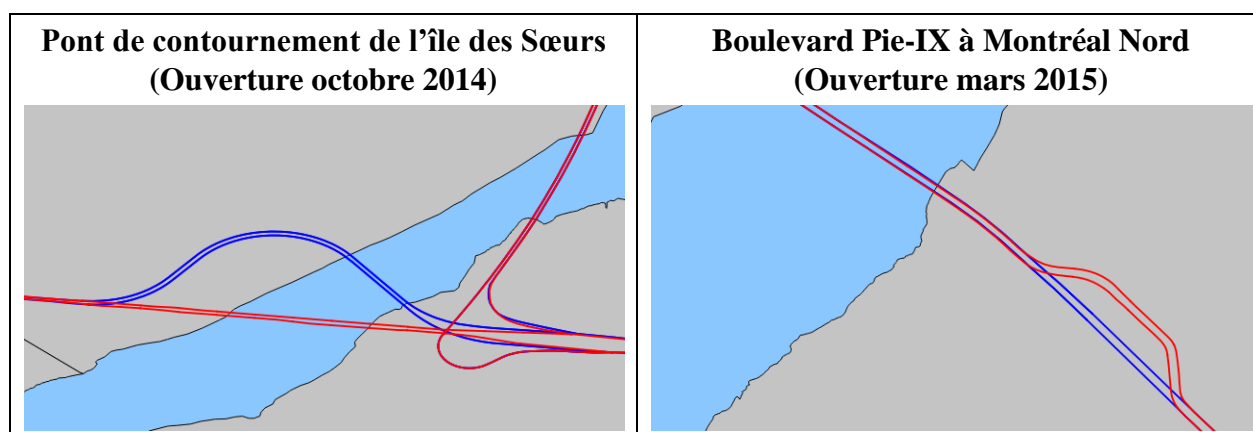 Pont de contournement de l’île des Sœurs
(Ouverture octobre 2014)
Boulevard Pie-IX à Montréal Nord
(Ouverture mars 2015)